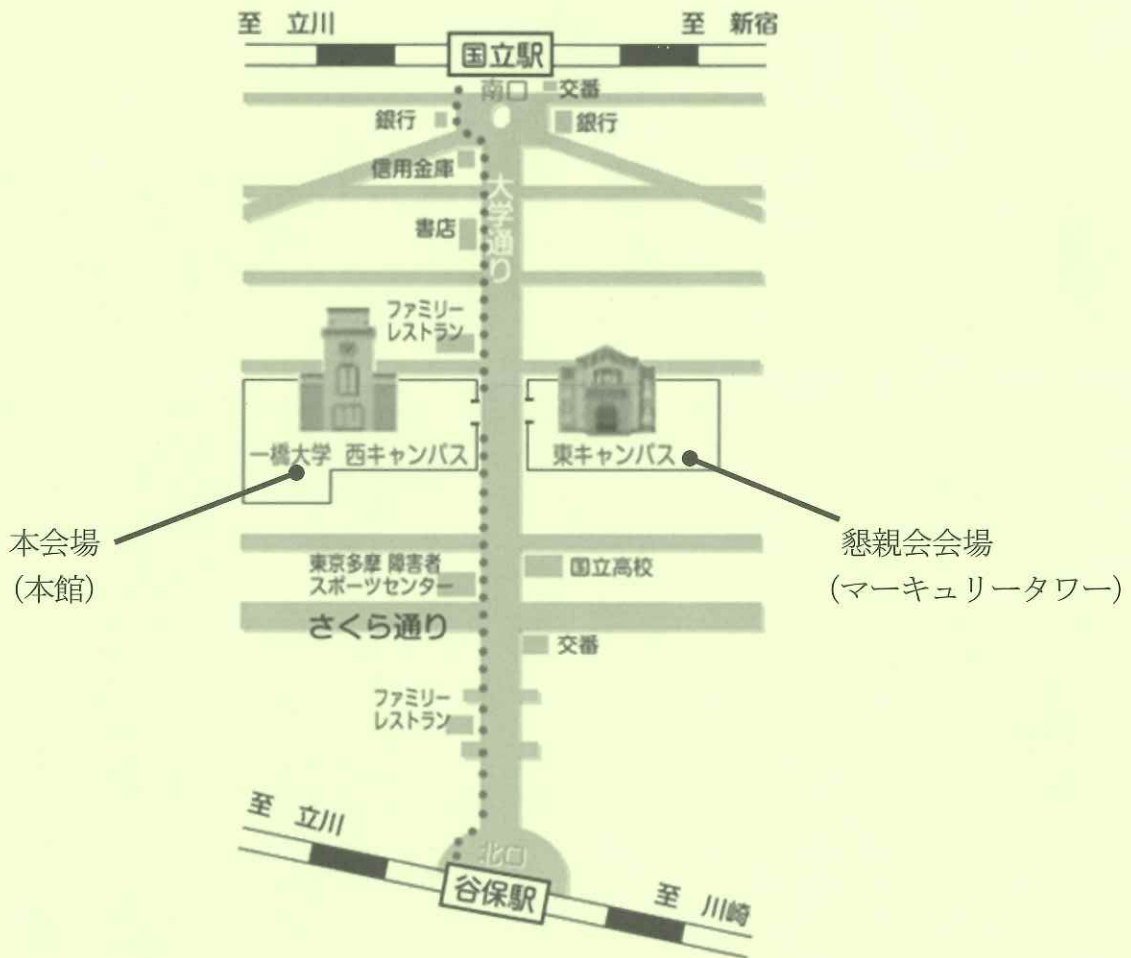 至 立川
至 新宿
国立駅
南口
交番
銀行
銀行
信用金庫
大学通り
書店
ファミリー
レストラン
一橋大学 西キャンパス
東キャンパス
本会場
(本館)
懇親会会場
(マーキュリータワー)
東京多摩 障害者
スポーツセンター
国立高校
さくら通り
交番
ファミリー
レストラン
至 立川
北口
谷保駅
至 川崎